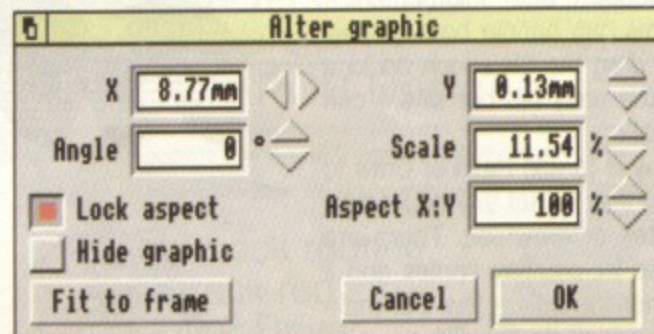 Alter graphic
X 8.77mm Y 0.13mm
Angle 0 ° Scale 11.54 %
Lock aspect Aspect X:Y 100 %
Hide graphic
Fit to frame Cancel OK